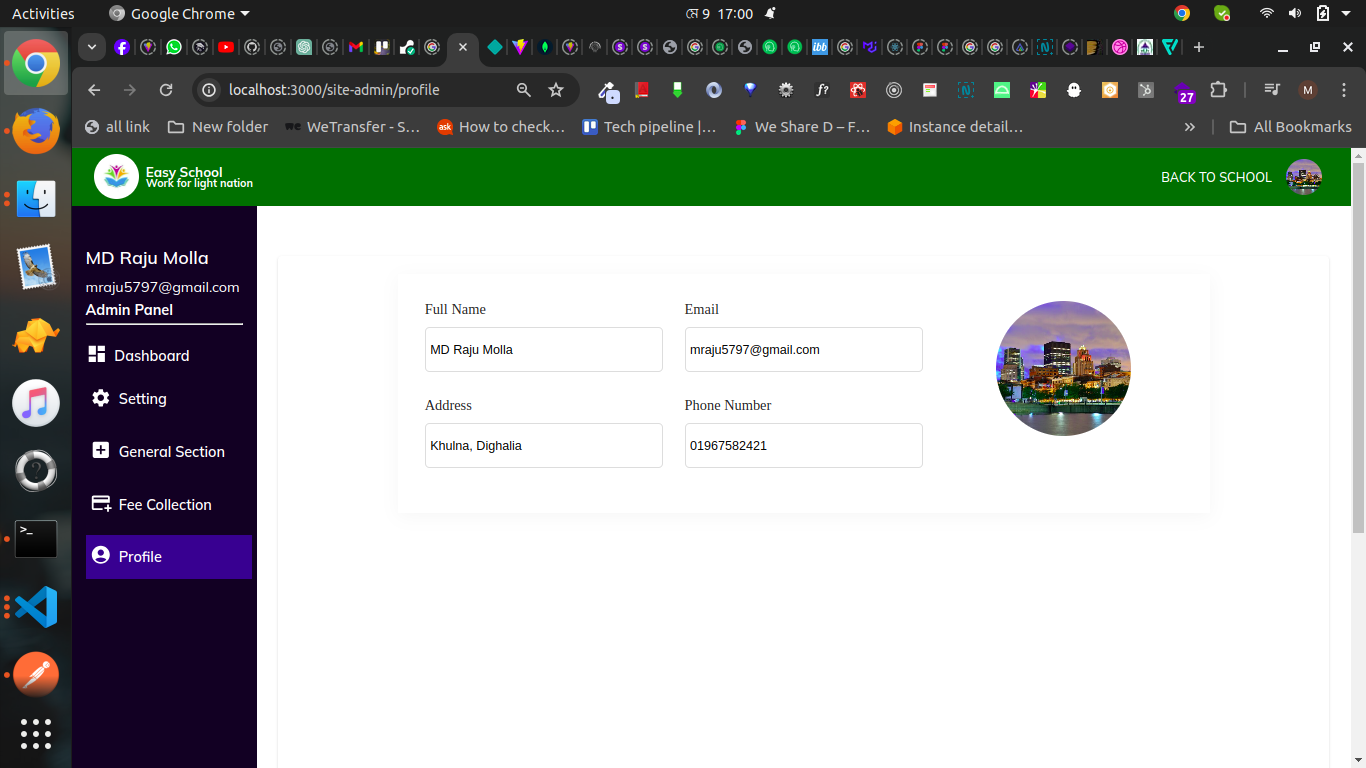 Activities
Google Chrome
মে 9 17:00
localhost:3000/site-admin/profile
f?
27
M
all link
New folder
WeTransfer - S...
ask
How to check...
Tech pipeline |...
We Share D – F...
Instance detail...
»
All Bookmarks
Easy School
Work for light nation
BACK TO SCHOOL
MD Raju Molla
mraju5797@gmail.com
Admin Panel
Dashboard
Setting
General Section
Fee Collection
Profile
Full Name
Email
MD Raju Molla
mraju5797@gmail.com
Address
Phone Number
Khulna, Dighalia
01967582421